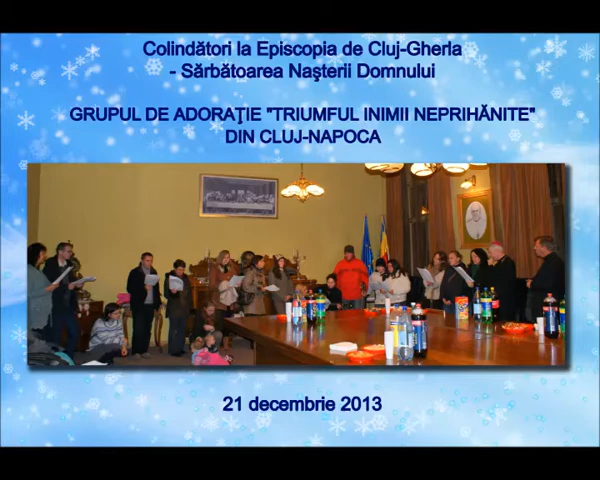 Colindători la Episcopia de Cluj-Gherla
- Sărbătoarea Naşterii Domnului
GRUPUL DE ADORAŢIE "TRIUMFUL INIMII NEPRIHĂNITE"
DIN CLUJ-NAPOCA
21 decembrie 2013